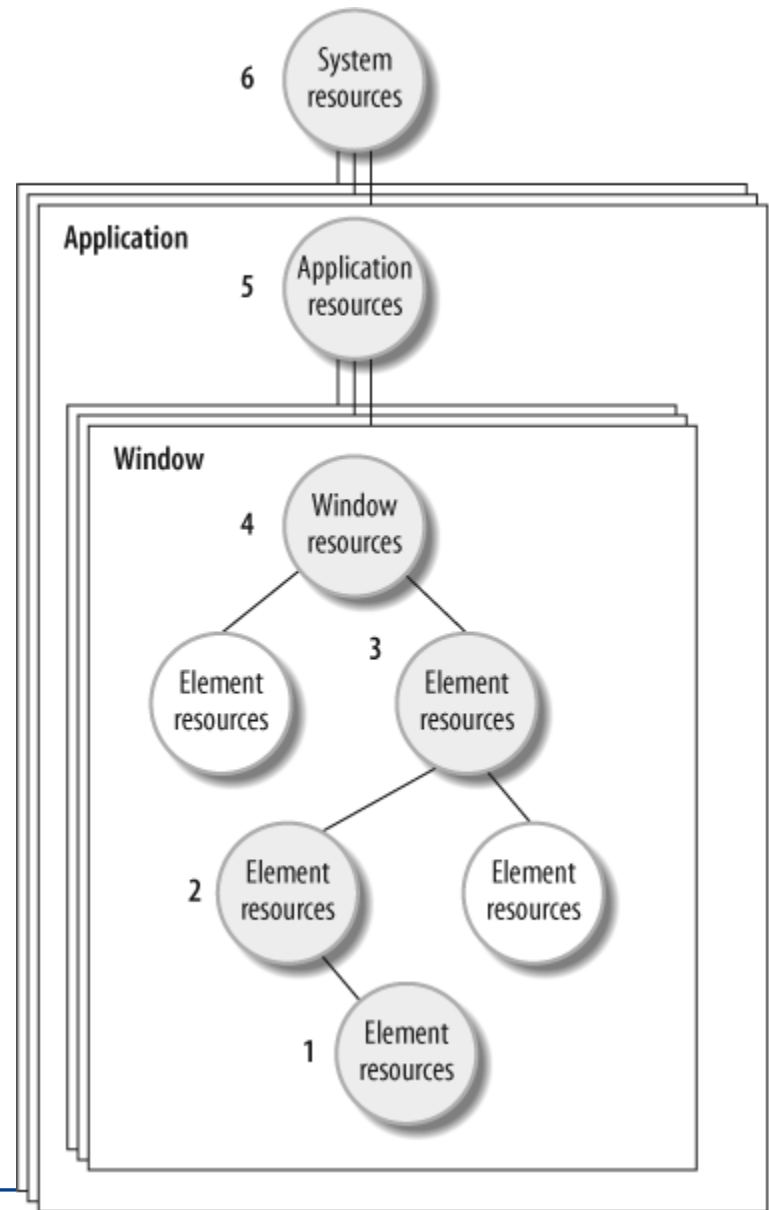 6
System
resources
Application
5
Application
resources
Window
4
Window
resources
3
Element
resources
Element
resources
2
Element
resources
Element
resources
1
Element
resources